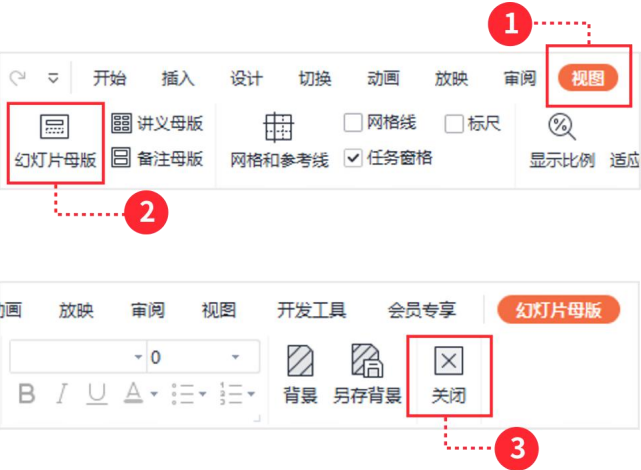 1
开始 插入 设计 切换 动画 放映 审阅 视图
讲义母版 网格线 标尺
幻灯片母版 备注母版 网格和参考线 任务窗格 显示比例 适应
2
动画 放映 审阅 视图 开发工具 会员专享 幻灯片母版
0
B I U A 背景 另存背景 关闭
3